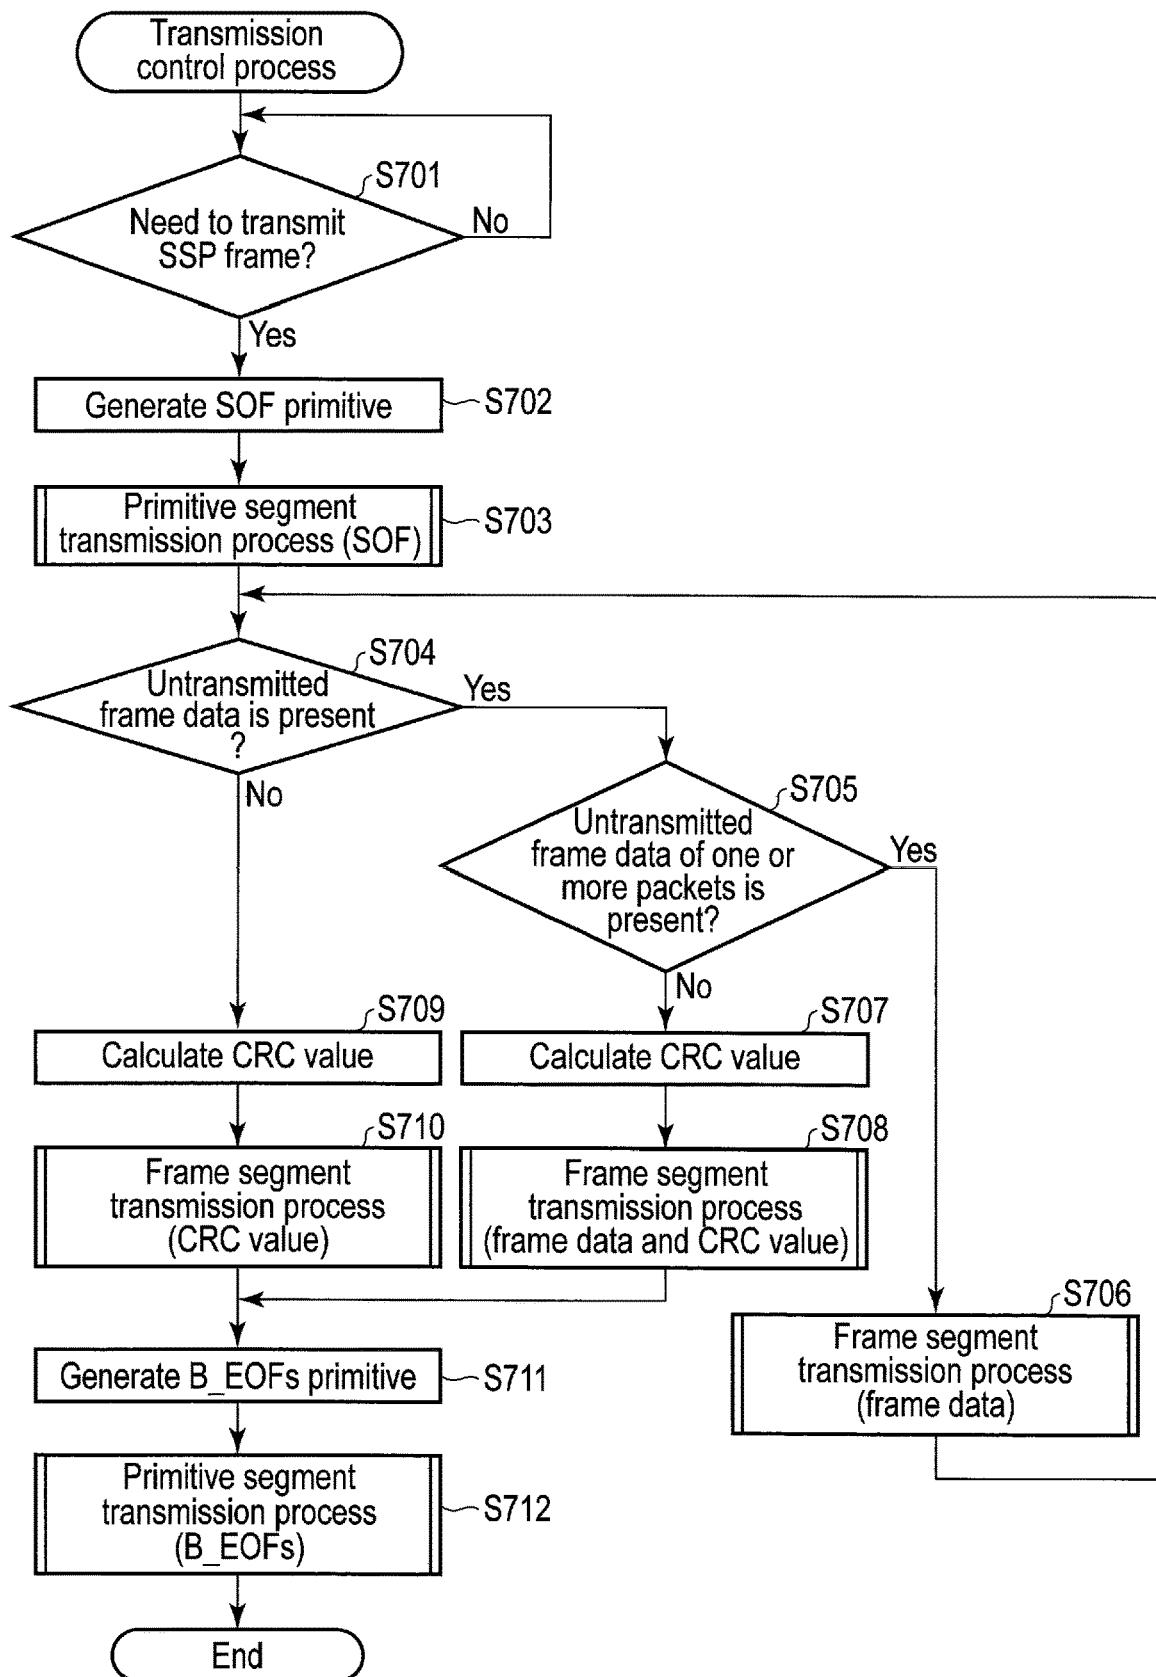 Transmission
control process
S701
Need to transmit
SSP frame?
No
Yes
Generate SOF primitive
S702
Primitive segment
transmission process (SOF)
S703
S704
Untransmitted
frame data is present
?
Yes
No
S705
Untransmitted
frame data of one or
more packets is
present?
Yes
No
S709
Calculate CRC value
S707
Calculate CRC value
S710
Frame segment
transmission process
(CRC value)
S708
Frame segment
transmission process
(frame data and CRC value)
S706
Frame segment
transmission process
(frame data)
Generate B_EOFs primitive
S711
Primitive segment
transmission process
(B_EOFs)
S712
End